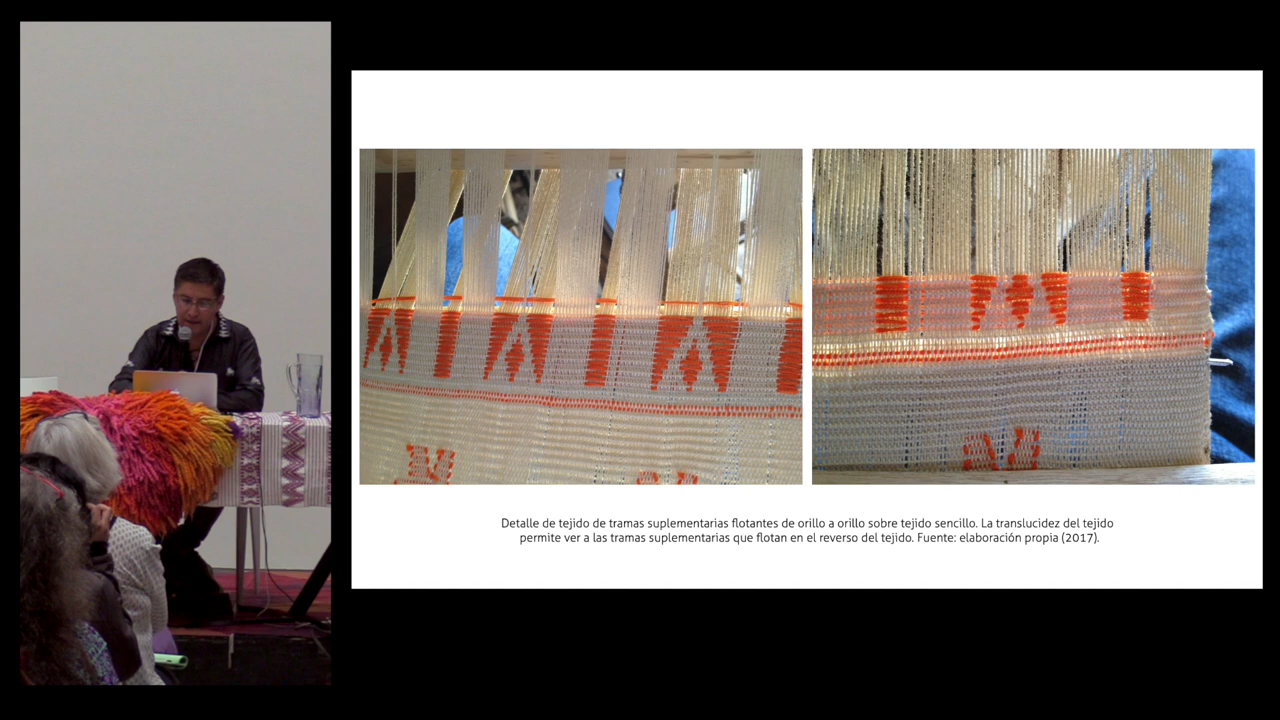 Detalle de tejido de tramas suplementarias flotantes de orillo a orillo sobre tejido sencillo. La translucidez del tejido
permite ver a las tramas suplementarias que flotan en el reverso del tejido. Fuente: elaboración propia (2017).